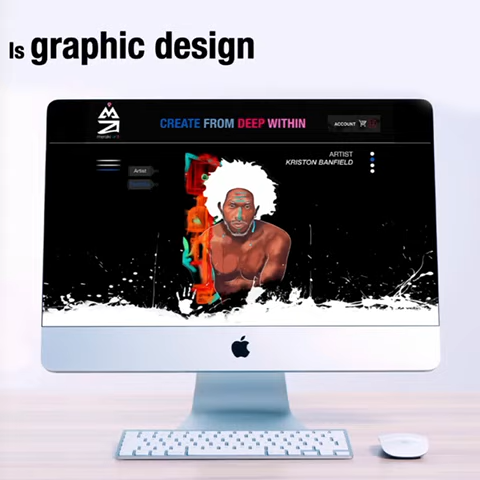 Is graphic design
CREATE FROM DEEP WITHIN
ACCOUNT
ARTIST
KRISTON BANFIELD
Artist